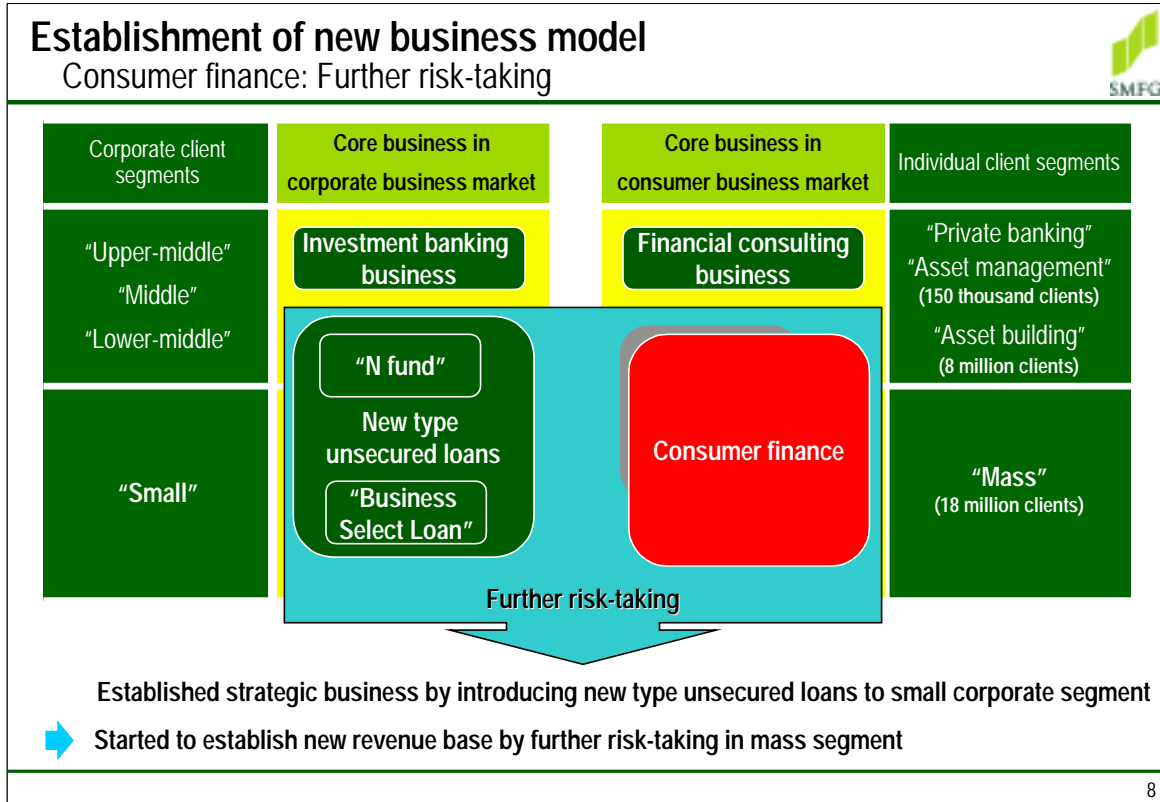 Establishment of new business model
Consumer finance: Further risk-taking
SMFG
Corporate client
segments
Core business in
corporate business market
Core business in
consumer business market
Individual client segments
“Upper-middle”
“Middle”
“Lower-middle”
Investment banking
business
Financial consulting
business
“Private banking”
“Asset management”
(150 thousand clients)
“Asset building”
(8 million clients)
“N fund”
New type
unsecured loans
“Business
Select Loan”
Consumer finance
“Small”
“Mass”
(18 million clients)
Further risk-taking
Established strategic business by introducing new type unsecured loans to small corporate segment
Started to establish new revenue base by further risk-taking in mass segment
8